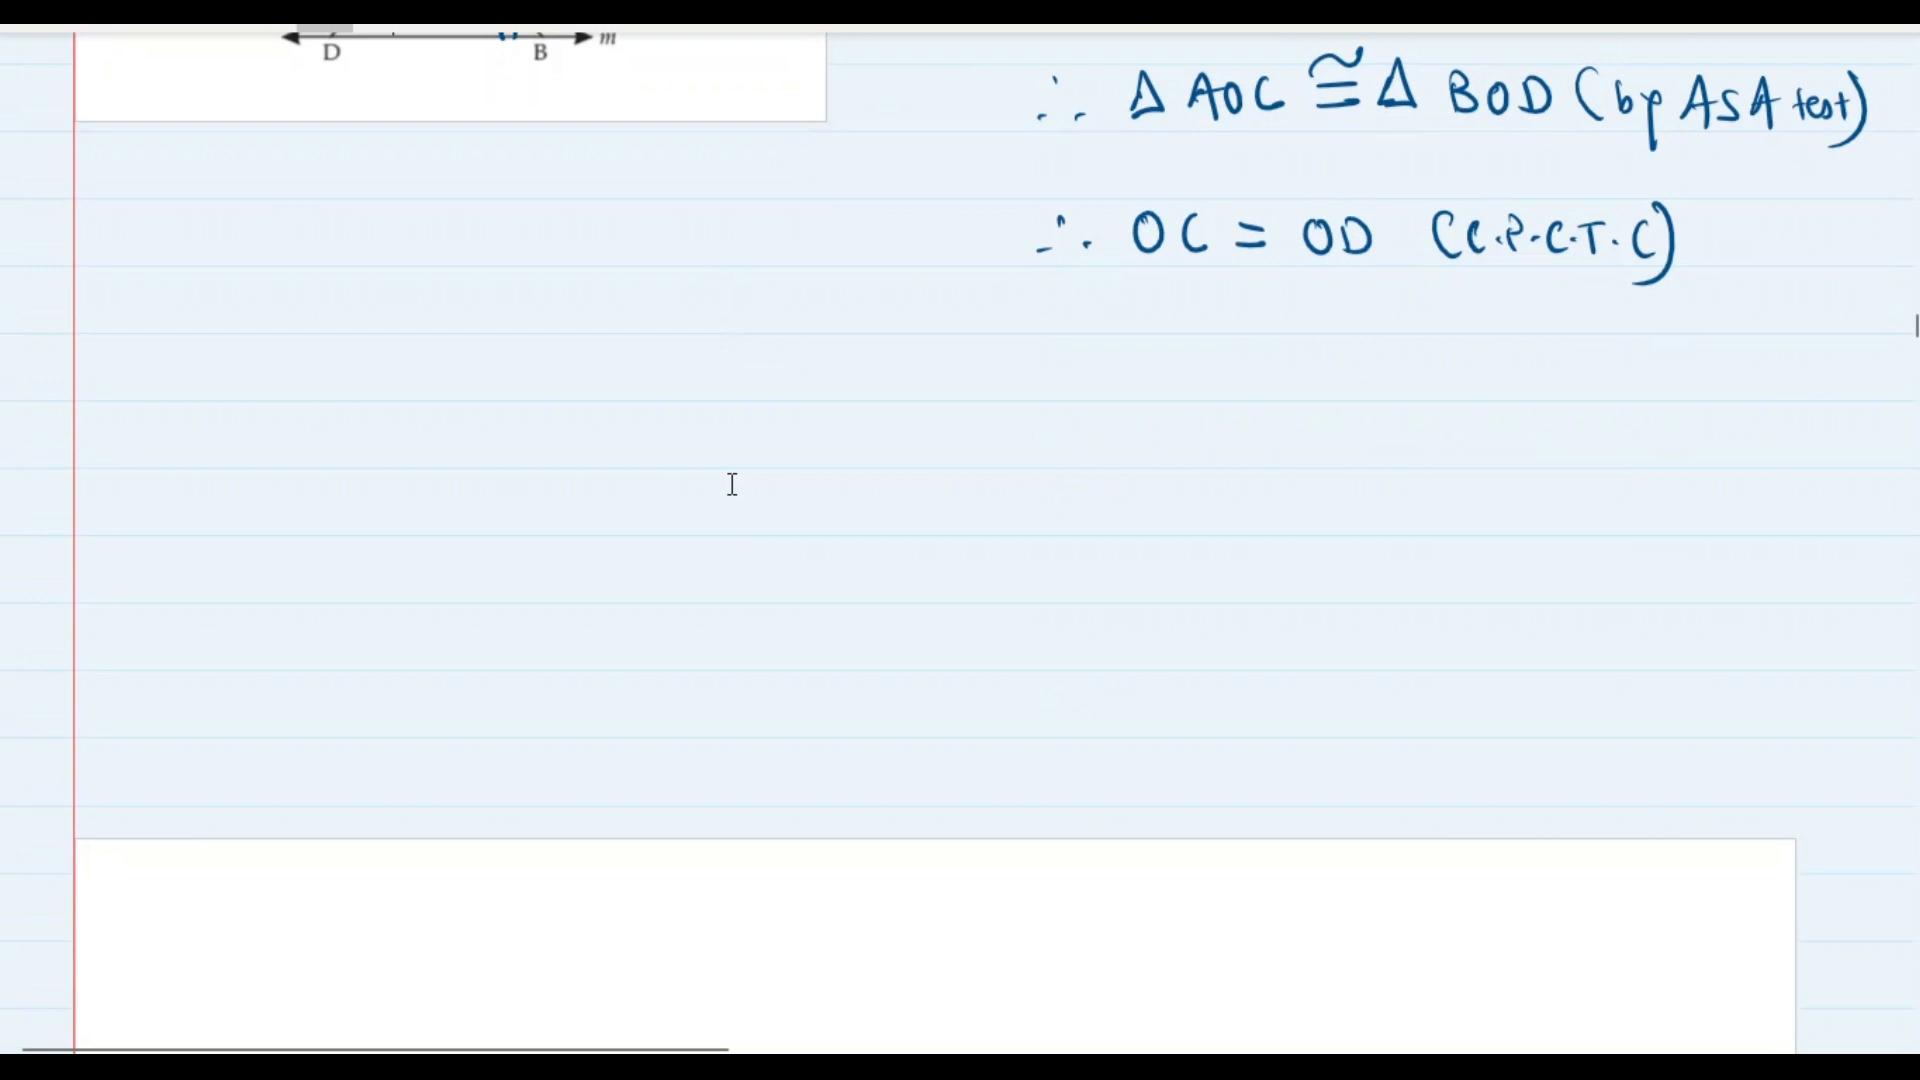 D B m
∴ Δ AOC ≅ Δ BOD (by ASA test)
∴ OC = OD (C.P.C.T.C)